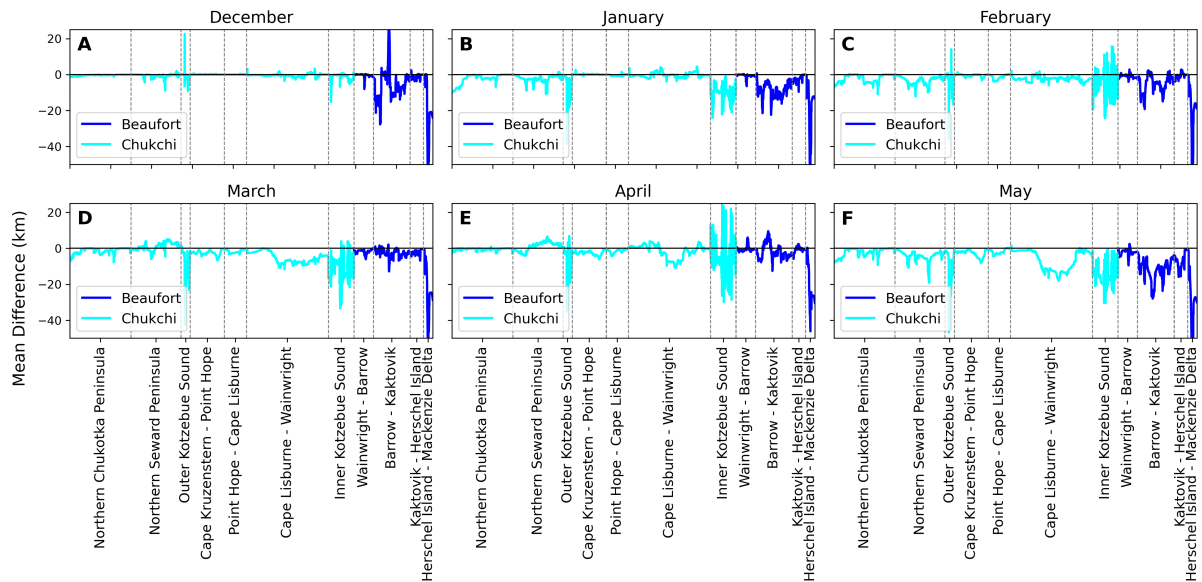 December
January
February
A
B
C
20
0
−20
−40
Beaufort
Chukchi
Beaufort
Chukchi
Beaufort
Chukchi
March
April
May
D
E
F
20
0
−20
−40
Beaufort
Chukchi
Beaufort
Chukchi
Beaufort
Chukchi
Mean Difference (km)
Northern Chukotka Peninsula
Northern Seward Peninsula
Outer Kotzebue Sound
Cape Kruzenstern - Point Hope
Point Hope - Cape Lisburne
Cape Lisburne - Wainwright
Inner Kotzebue Sound
Wainwright - Barrow
Barrow - Kaktovik
Kaktovik - Herschel Island
Herschel Island - Mackenzie Delta
Northern Chukotka Peninsula
Northern Seward Peninsula
Outer Kotzebue Sound
Cape Kruzenstern - Point Hope
Point Hope - Cape Lisburne
Cape Lisburne - Wainwright
Inner Kotzebue Sound
Wainwright - Barrow
Barrow - Kaktovik
Kaktovik - Herschel Island
Herschel Island - Mackenzie Delta
Northern Chukotka Peninsula
Northern Seward Peninsula
Outer Kotzebue Sound
Cape Kruzenstern - Point Hope
Point Hope - Cape Lisburne
Cape Lisburne - Wainwright
Inner Kotzebue Sound
Wainwright - Barrow
Barrow - Kaktovik
Kaktovik - Herschel Island
Herschel Island - Mackenzie Delta